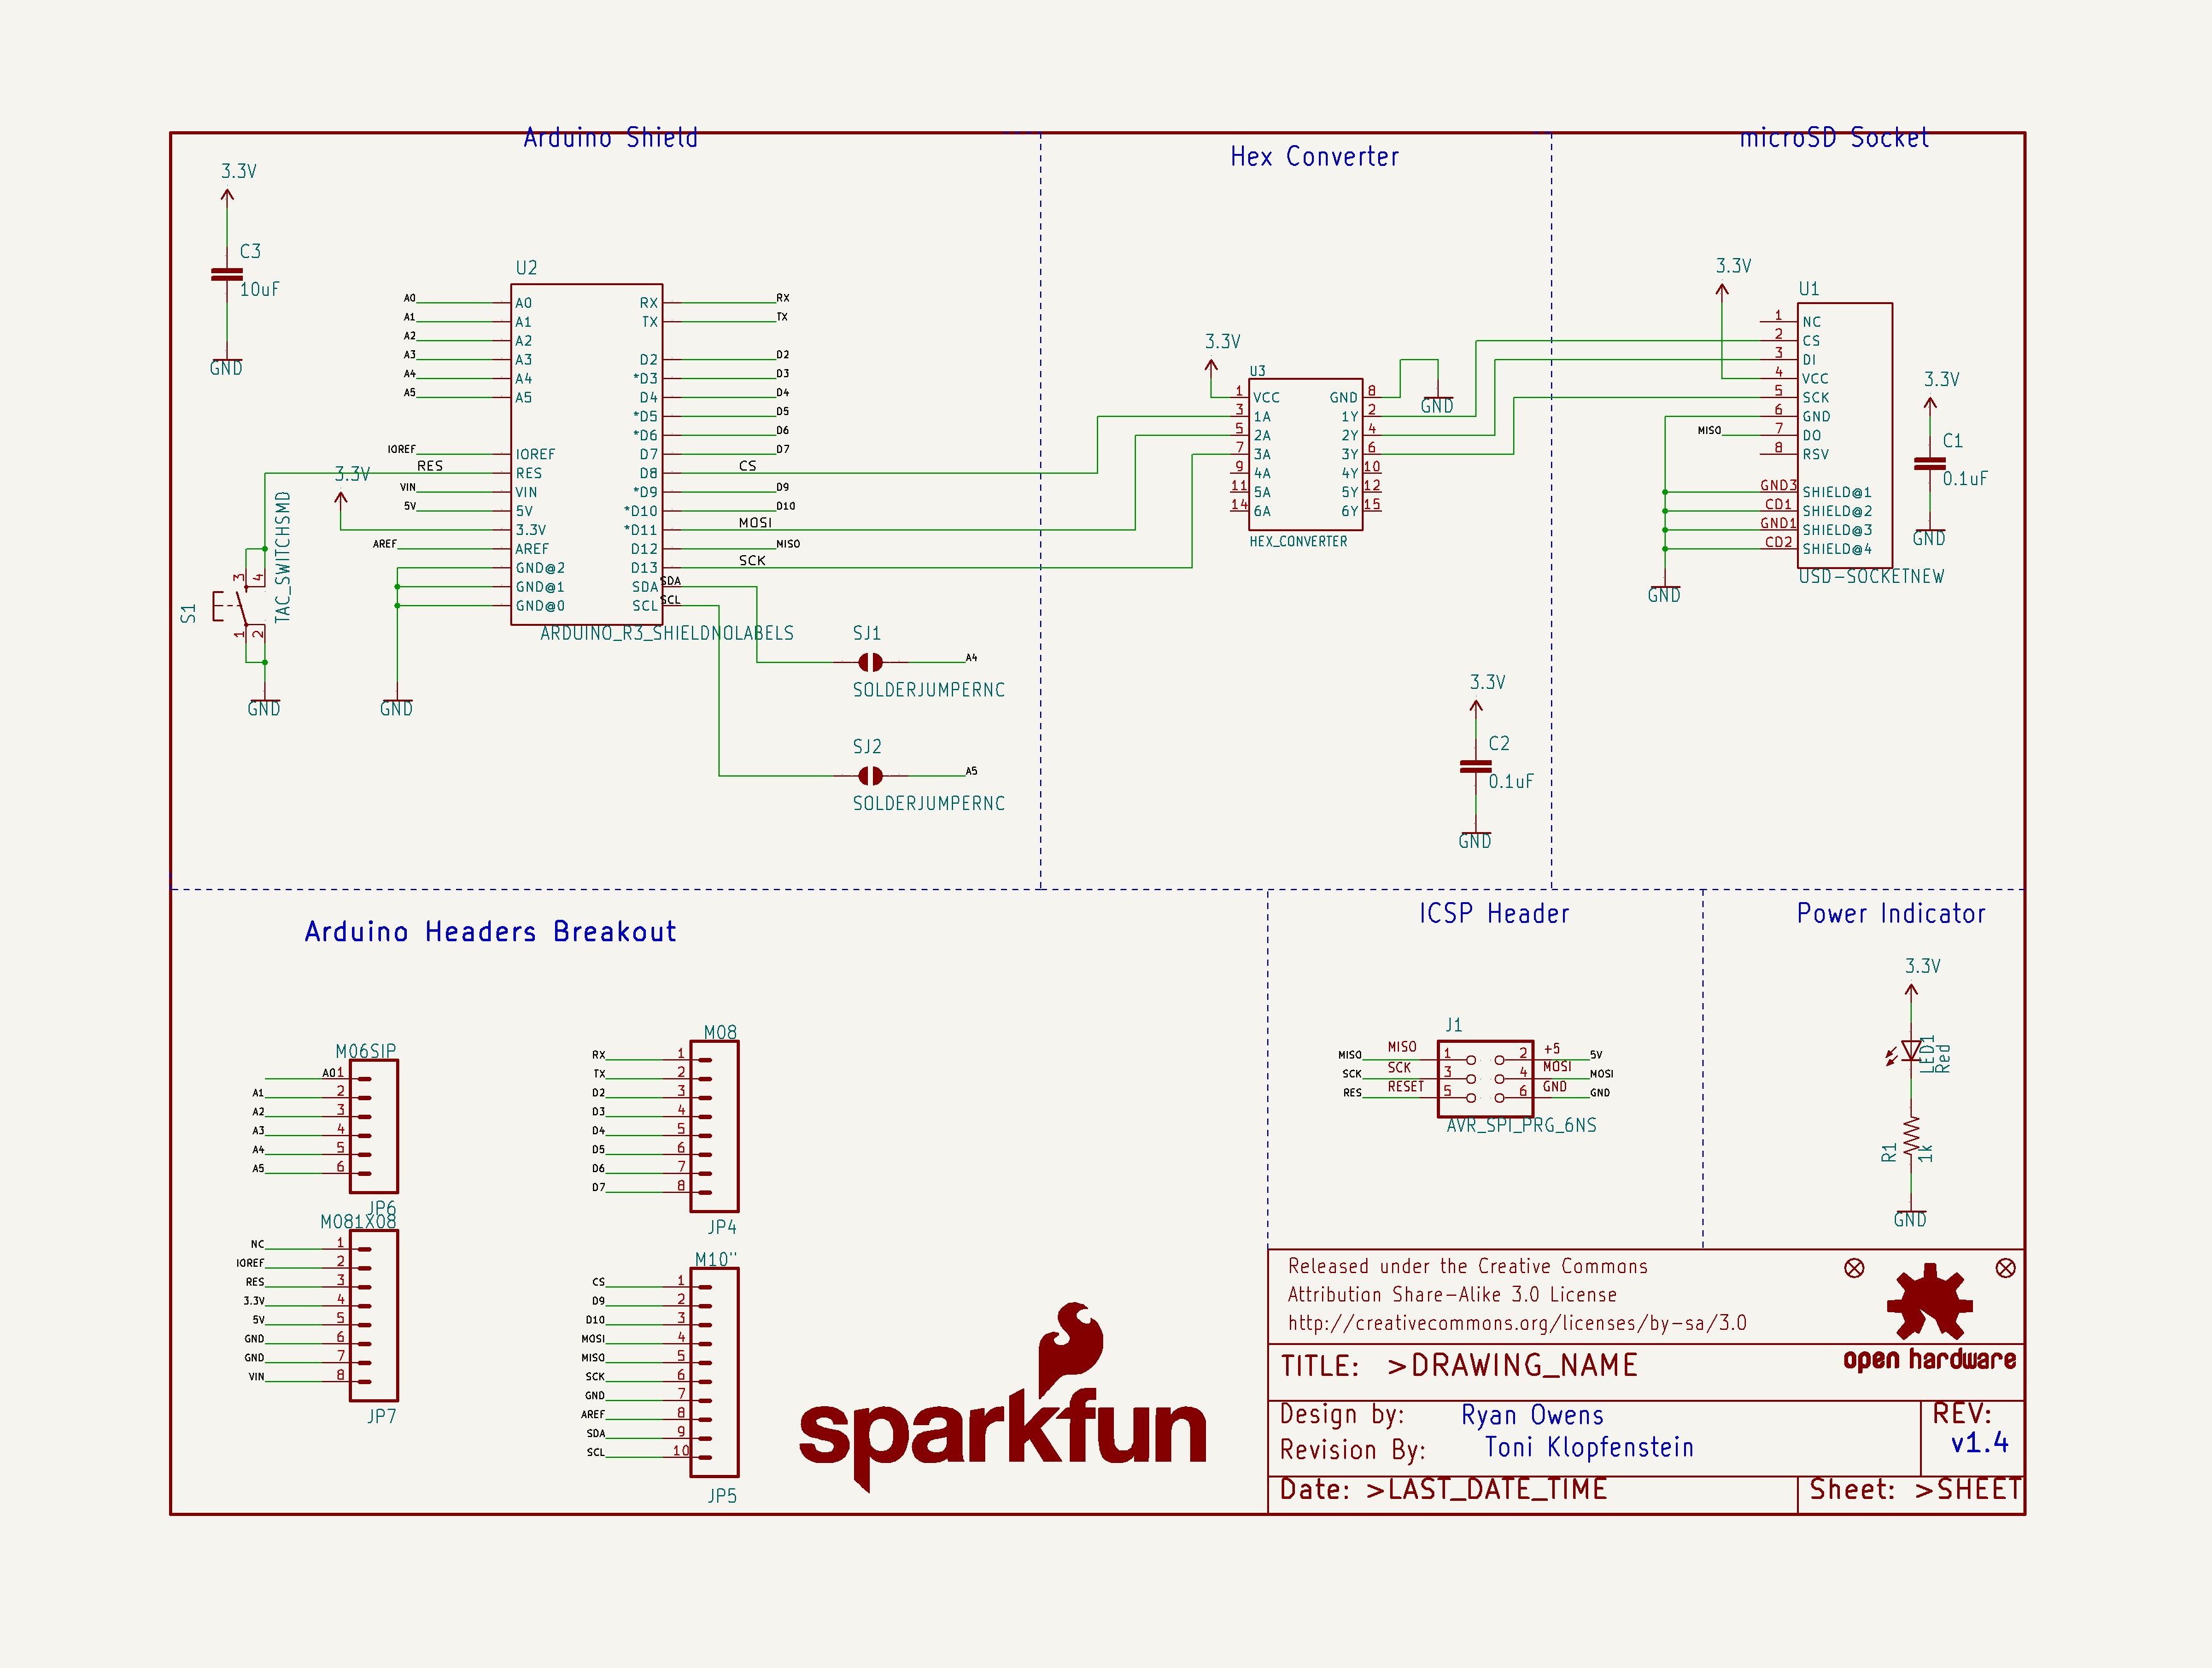 Arduino Shield
Hex Converter
microSD Socket
3.3V
C3
10uF
GND
U2
A0
A1
A2
A3
A4
A5
IOREF
RES
3.3V
VIN
5V
AREF
A0
A1
A2
A3
A4
A5
IOREF
RES
VIN
5V
3.3V
AREF
GND@2
GND@1
GND@0
RX
TX
D2
*D3
D4
*D5
*D6
D7
D8
*D9
*D10
*D11
D12
D13
SDA
SCL
RX
TX
D2
D3
D4
D5
D6
D7
CS
D9
D10
MOSI
MISO
SCK
SDA
SCL
ARDUINO_R3_SHIELDNOLABELS
S1
TAC_SWITCHSMD
3
4
1
2
GND
GND
SJ1
A4
SOLDERJUMPERNC
SJ2
A5
SOLDERJUMPERNC
3.3V
U3
1 VCC GND 8
3 1A 1Y 2
5 2A 2Y 4
7 3A 3Y 6
9 4A 4Y 10
11 5A 5Y 12
14 6A 6Y 15
HEX_CONVERTER
GND
3.3V
C2
0.1uF
GND
3.3V
U1
1 NC
2 CS
3 DI
4 VCC
5 SCK
6 GND
MISO 7 DO
8 RSV
GND3 SHIELD@1
CD1 SHIELD@2
GND1 SHIELD@3
CD2 SHIELD@4
USD-SOCKETNEW
GND
3.3V
C1
0.1uF
GND
Arduino Headers Breakout
M06SIP
A0 1
A1 2
A2 3
A3 4
A4 5
A5 6
JP6
M081X08
NC 1
IOREF 2
RES 3
3.3V 4
5V 5
GND 6
GND 7
VIN 8
JP7
M08
RX 1
TX 2
D2 3
D3 4
D4 5
D5 6
D6 7
D7 8
JP4
M10"
CS 1
D9 2
D10 3
MOSI 4
MISO 5
SCK 6
GND 7
AREF 8
SDA 9
SCL 10
JP5
sparkfun
ICSP Header
J1
MISO MISO 1 2 +5 5V
SCK SCK 3 4 MOSI MOSI
RES RESET 5 6 GND GND
AVR_SPI_PRG_6NS
Power Indicator
3.3V
LED1
Red
R1
1k
GND
Released under the Creative Commons
Attribution Share-Alike 3.0 License
http://creativecommons.org/licenses/by-sa/3.0
open hardware
TITLE: >DRAWING_NAME
Design by: Ryan Owens
Revision By: Toni Klopfenstein
REV:
v1.4
Date: >LAST_DATE_TIME
Sheet: >SHEET